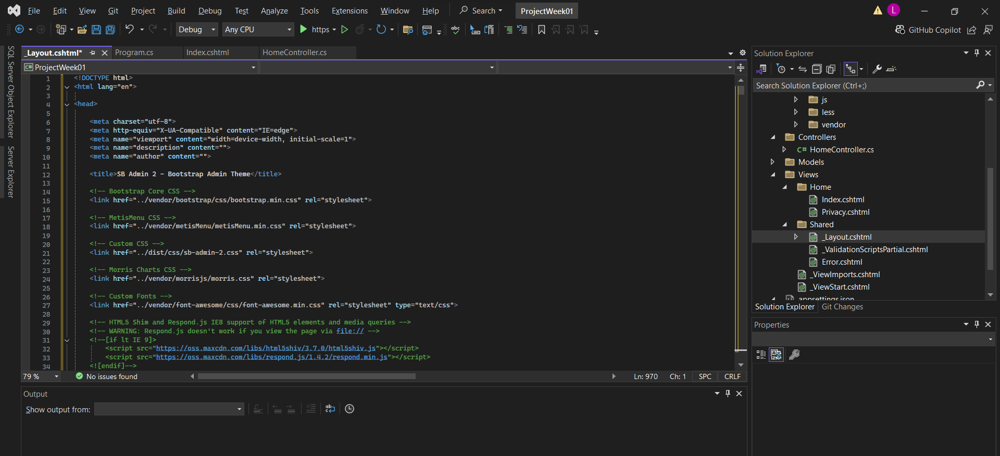 File Edit View Git Project Build Debug Test Analyze Tools Extensions Window Help Search ProjectWeek01 L
Debug Any CPU https GitHub Copilot
SQL Server Object Explorer
Server Explorer
_Layout.cshtml* Program.cs Index.cshtml HomeController.cs
C# ProjectWeek01
1 <!DOCTYPE html>
2 <html lang="en">
3
4 <head>
5
6 <meta charset="utf-8">
7 <meta http-equiv="X-UA-Compatible" content="IE=edge">
8 <meta name="viewport" content="width=device-width, initial-scale=1">
9 <meta name="description" content="">
10 <meta name="author" content="">
11
12 <title>SB Admin 2 - Bootstrap Admin Theme</title>
13
14 <!-- Bootstrap Core CSS -->
15 <link href="../vendor/bootstrap/css/bootstrap.min.css" rel="stylesheet">
16
17 <!-- MetisMenu CSS -->
18 <link href="../vendor/metisMenu/metisMenu.min.css" rel="stylesheet">
19
20 <!-- Custom CSS -->
21 <link href="../dist/css/sb-admin-2.css" rel="stylesheet">
22
23 <!-- Morris Charts CSS -->
24 <link href="../vendor/morrisjs/morris.css" rel="stylesheet">
25
26 <!-- Custom Fonts -->
27 <link href="../vendor/font-awesome/css/font-awesome.min.css" rel="stylesheet" type="text/css">
28
29 <!-- HTML5 Shim and Respond.js IE8 support of HTML5 elements and media queries -->
30 <!-- WARNING: Respond.js doesn't work if you view the page via file:// -->
31 <!--[if lt IE 9]>
32 <script src="https://oss.maxcdn.com/libs/html5shiv/3.7.0/html5shiv.js"></script>
33 <script src="https://oss.maxcdn.com/libs/respond.js/1.4.2/respond.min.js"></script>
34 <![endif]-->
79 % No issues found Ln: 970 Ch: 1 SPC CRLF
Output
Show output from:
Solution Explorer
Search Solution Explorer (Ctrl+;)
js
less
vendor
Controllers
C# HomeController.cs
Models
Views
Home
Index.cshtml
Privacy.cshtml
Shared
_Layout.cshtml
_ValidationScriptsPartial.cshtml
Error.cshtml
_ViewImports.cshtml
_ViewStart.cshtml
appsettings.json
Solution Explorer Git Changes
Properties